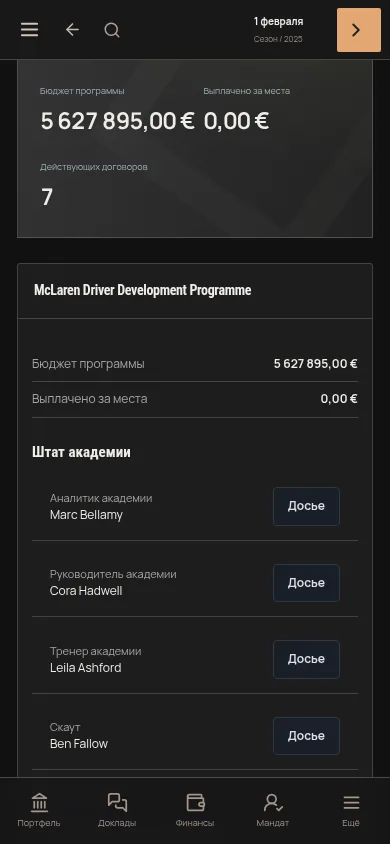 1 февраля
Сезон / 2025
Бюджет программы
Выплачено за места
5 627 895,00 €
0,00 €
Действующих договоров
7
McLaren Driver Development Programme
Бюджет программы
5 627 895,00 €
Выплачено за места
0,00 €
Штат академии
Аналитик академии
Marc Bellamy
Досье
Руководитель академии
Cora Hadwell
Досье
Тренер академии
Leila Ashford
Досье
Скаут
Ben Fallow
Досье
Портфель
Доклады
Финансы
Мандат
Ещё